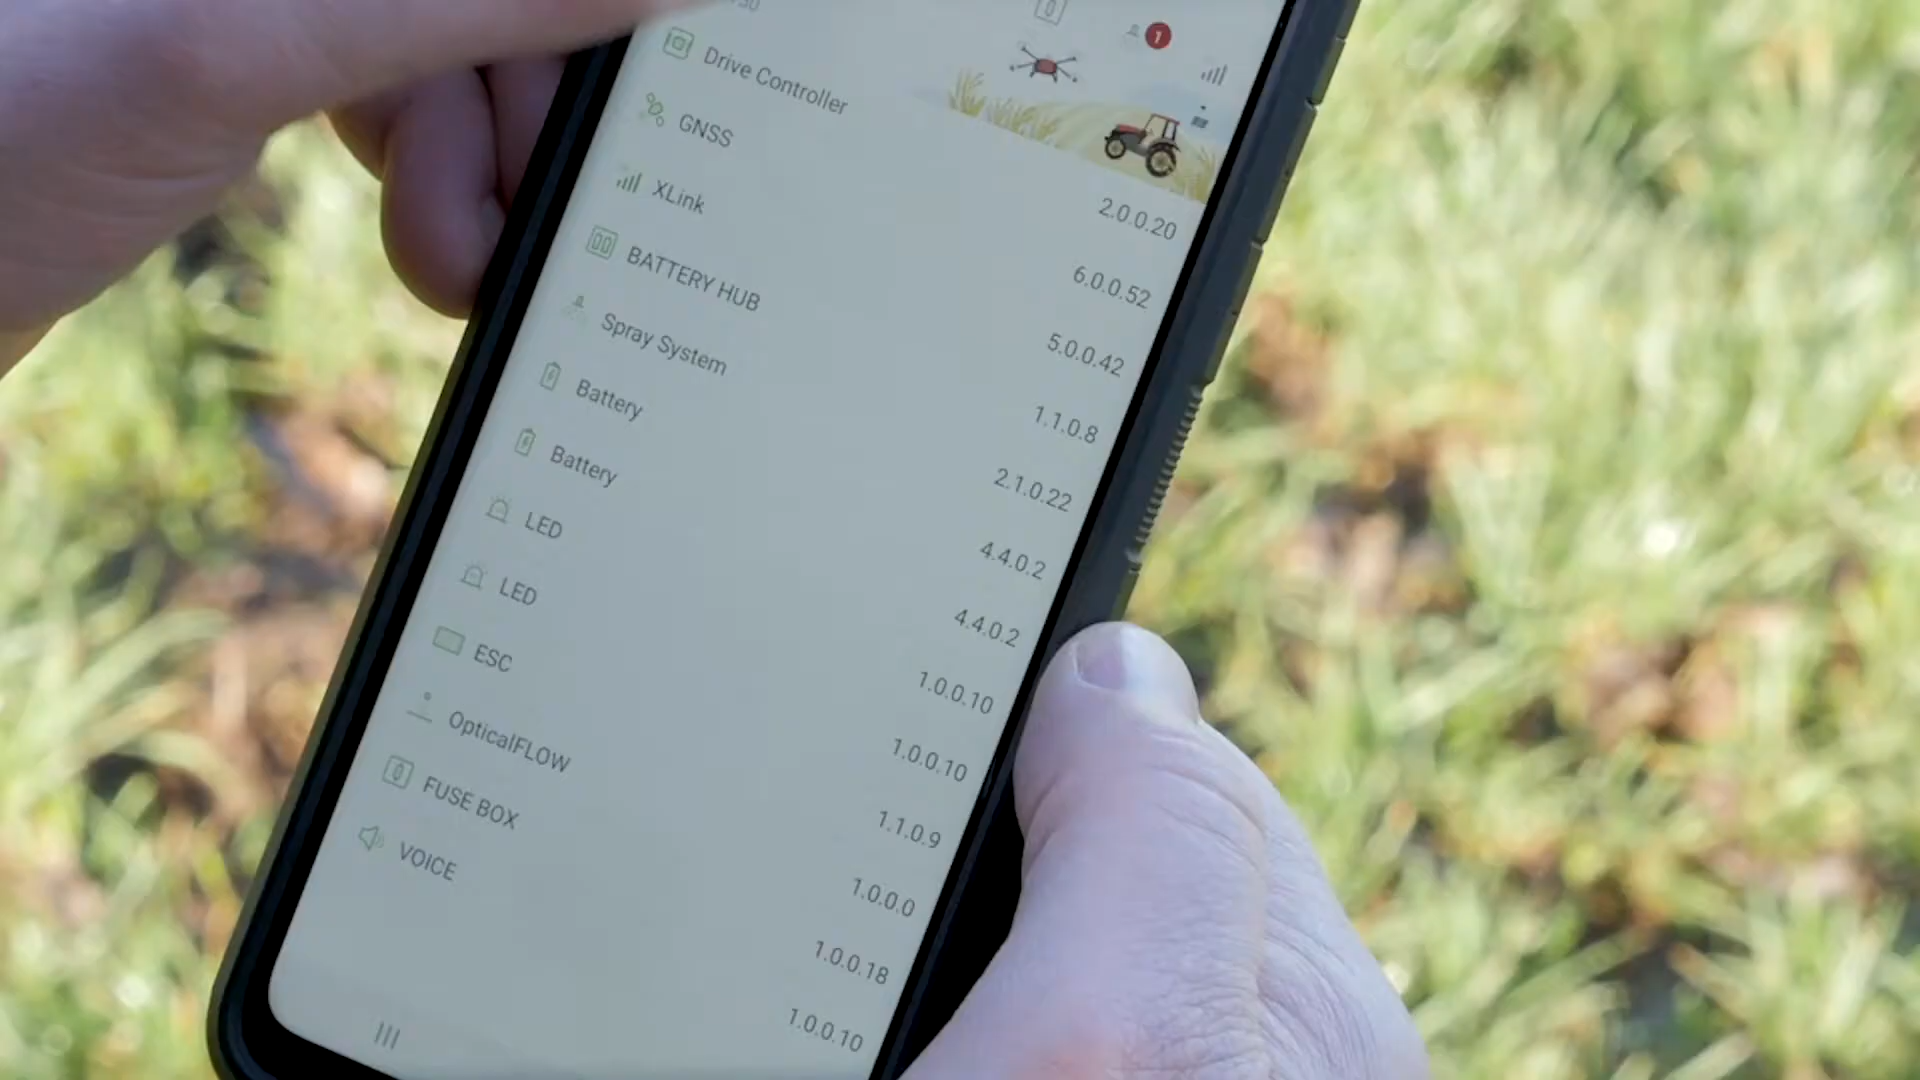 1
Drive Controller 2.0.0.20
GNSS 6.0.0.52
XLink 5.0.0.42
BATTERY HUB 1.1.0.8
Spray System 2.1.0.22
Battery 4.4.0.2
Battery 4.4.0.2
LED 1.0.0.10
LED 1.0.0.10
ESC 1.1.0.9
OpticalFLOW 1.0.0.0
FUSE BOX 1.0.0.18
VOICE 1.0.0.10